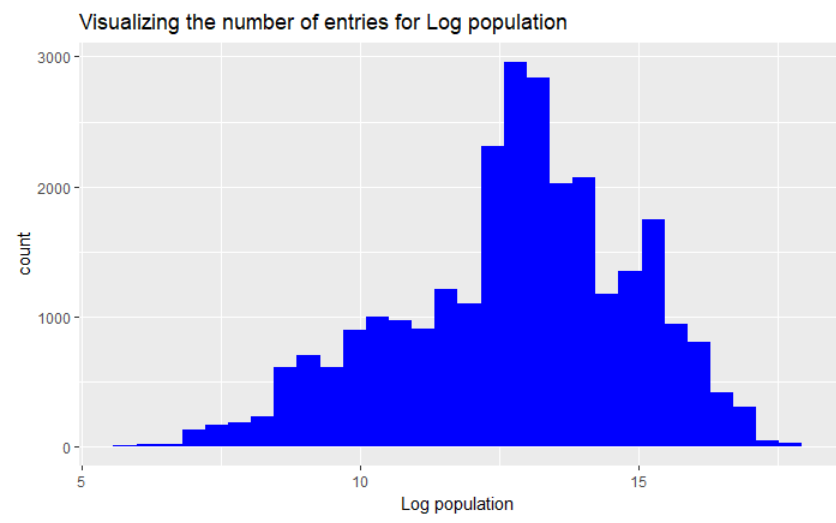 Visualizing the number of entries for Log population
3000
2000
1000
0
count
5
10
15
Log population